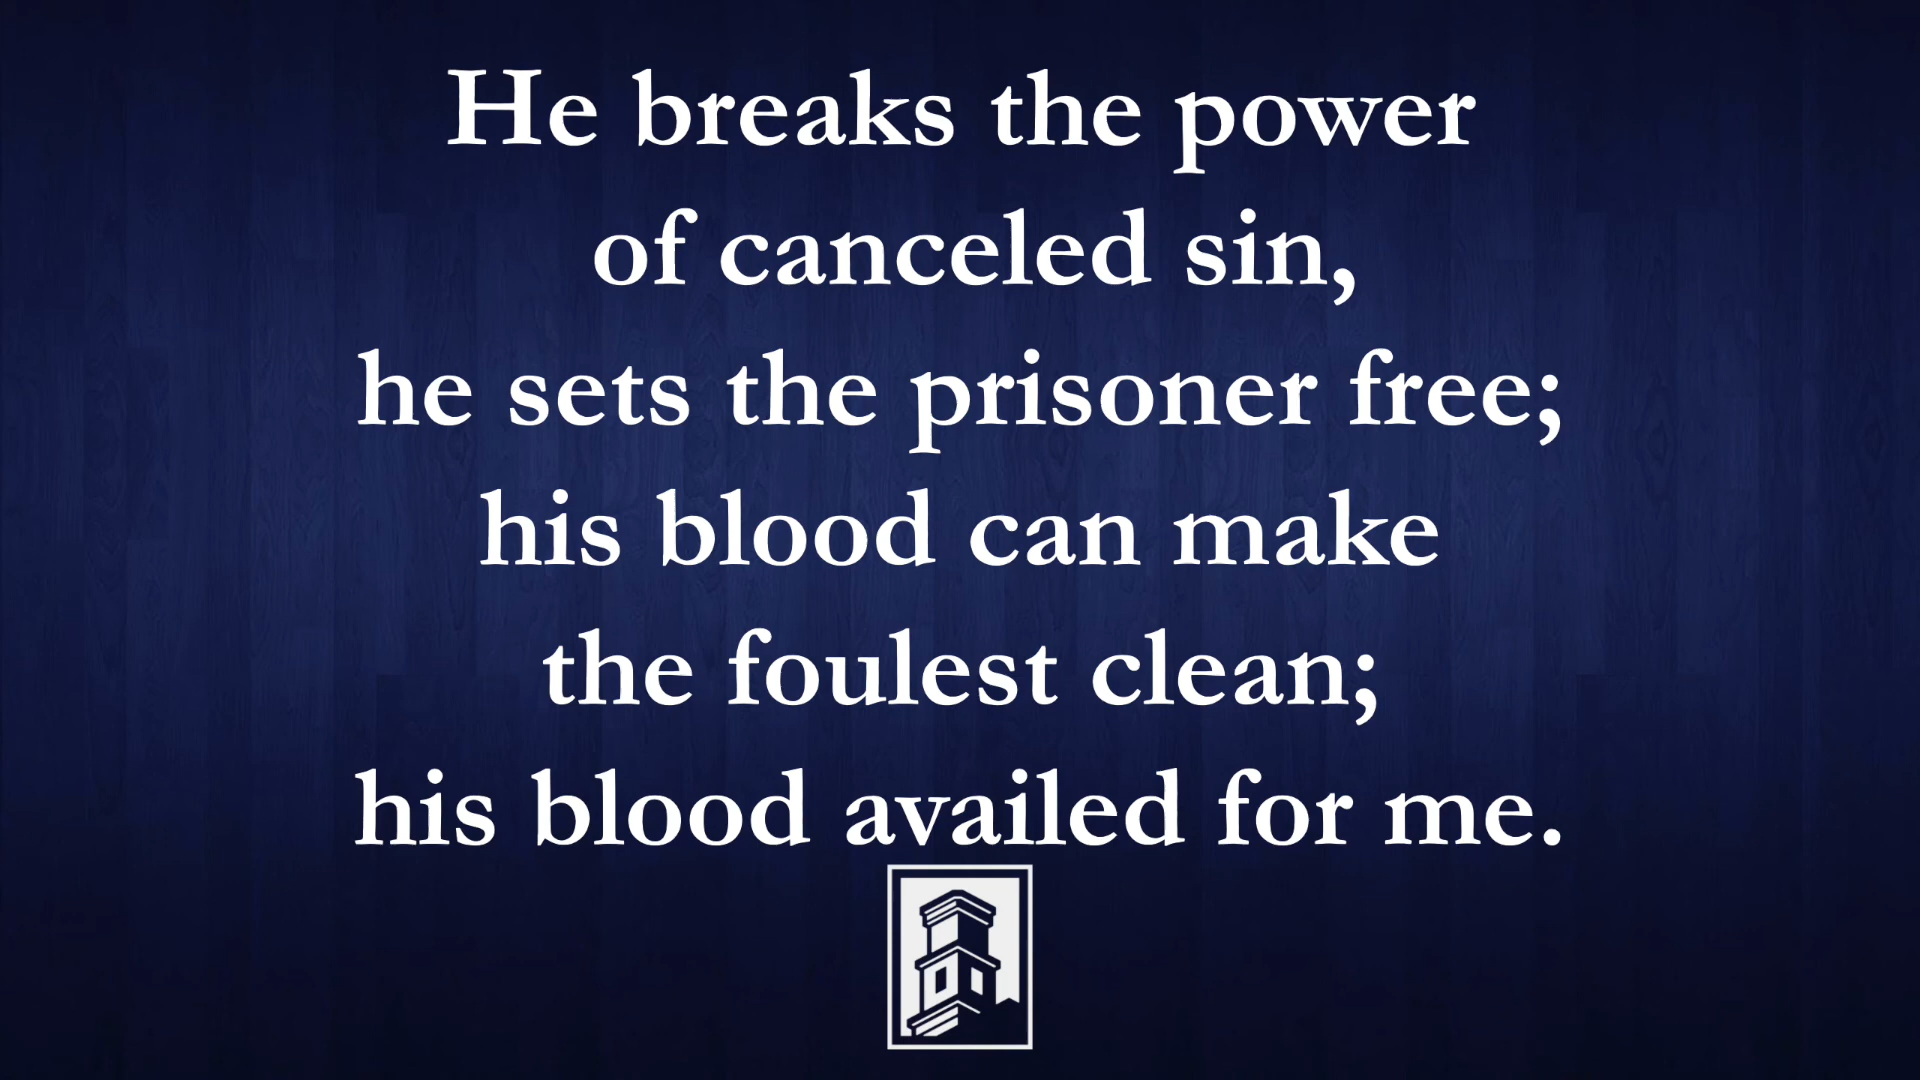 He breaks the power
of canceled sin,
he sets the prisoner free;
his blood can make
the foulest clean;
his blood availed for me.